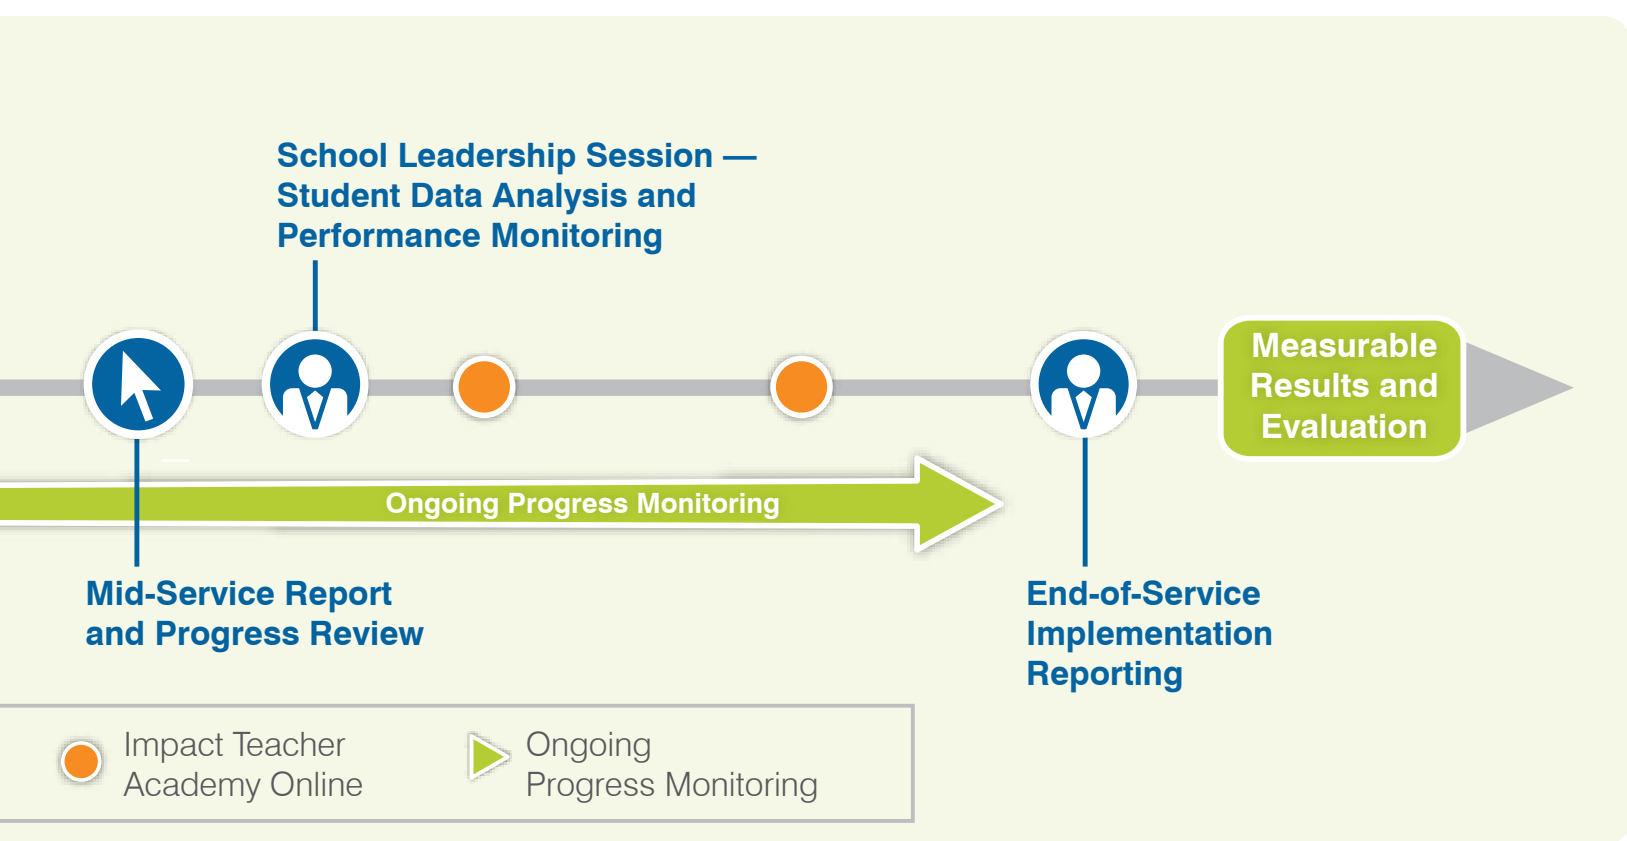 School Leadership Session —
Student Data Analysis and
Performance Monitoring
Measurable
Results and
Evaluation
Ongoing Progress Monitoring
Mid-Service Report
and Progress Review
End-of-Service
Implementation
Reporting
Impact Teacher
Academy Online
Ongoing
Progress Monitoring